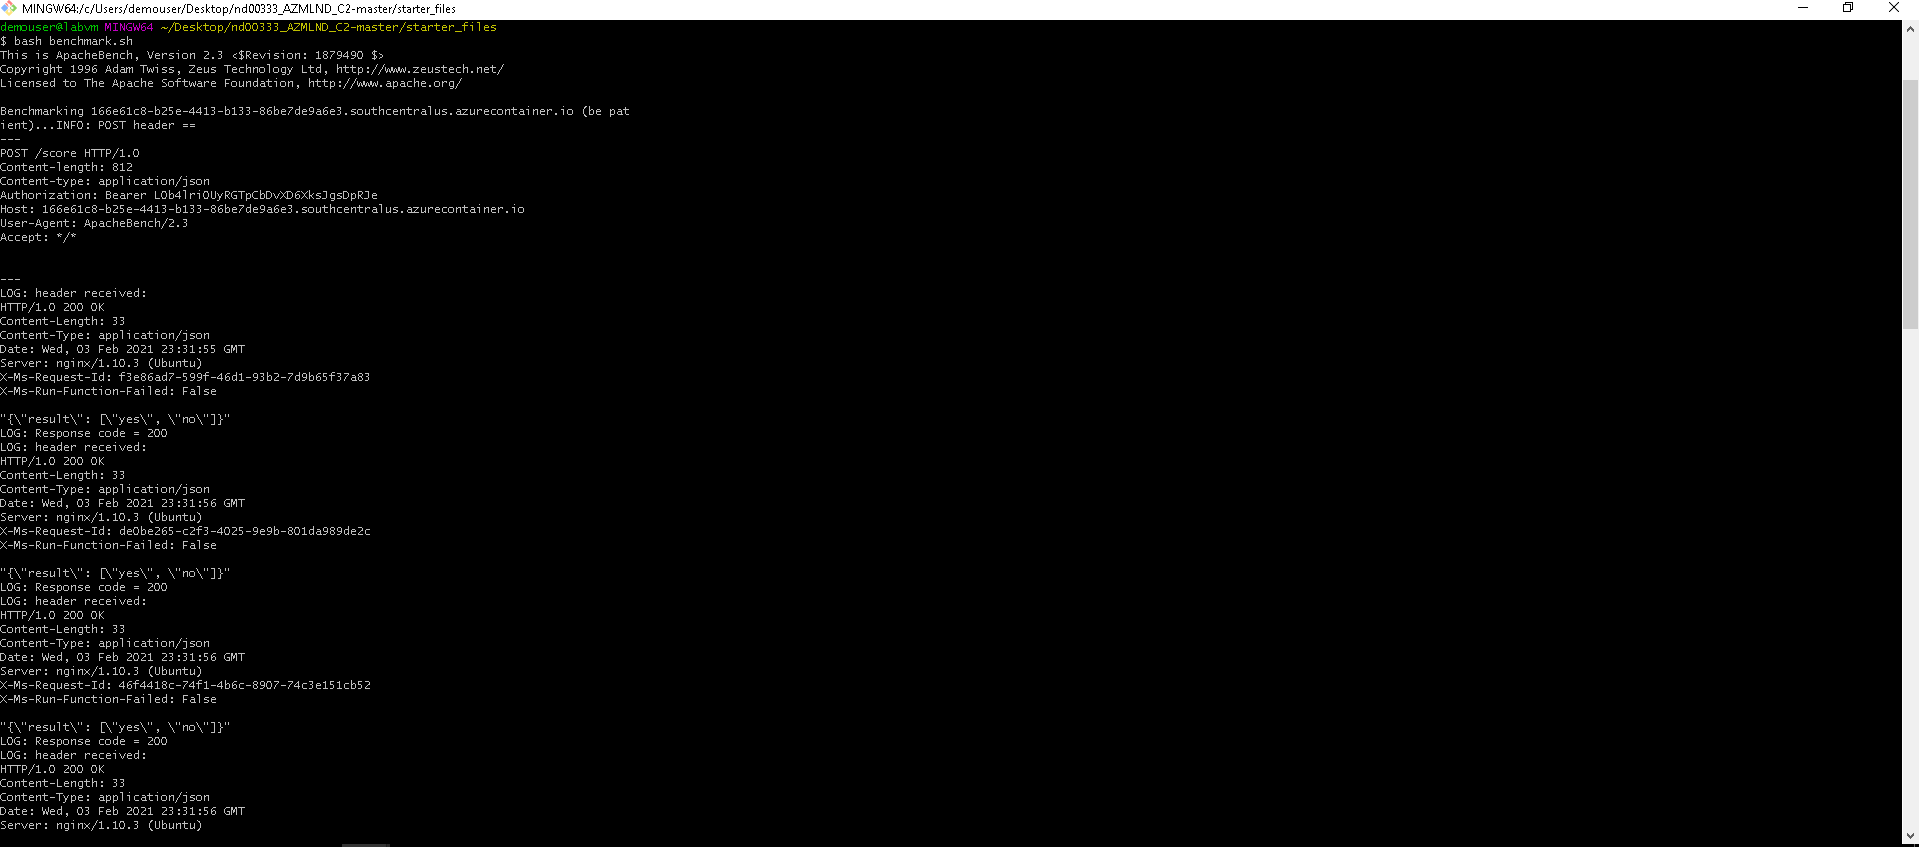 MINGW64:/c/Users/demouser/Desktop/nd00333_AZMLND_C2-master/starter_files
demouser@labvm MINGW64 ~/Desktop/nd00333_AZMLND_C2-master/starter_files
$ bash benchmark.sh
This is ApacheBench, Version 2.3 <$Revision: 1879490 $>
Copyright 1996 Adam Twiss, Zeus Technology Ltd, http://www.zeustech.net/
Licensed to The Apache Software Foundation, http://www.apache.org/
Benchmarking 166e61c8-b25e-4413-b133-86be7de9a6e3.southcentralus.azurecontainer.io (be pat
ient)...INFO: POST header ==
---
POST /score HTTP/1.0
Content-length: 812
Content-type: application/json
Authorization: Bearer LOb4lriOUyRGTpCbDvXD6XksJgsDpRJe
Host: 166e61c8-b25e-4413-b133-86be7de9a6e3.southcentralus.azurecontainer.io
User-Agent: ApacheBench/2.3
Accept: */*
---
LOG: header received:
HTTP/1.0 200 OK
Content-Length: 33
Content-Type: application/json
Date: Wed, 03 Feb 2021 23:31:55 GMT
Server: nginx/1.10.3 (Ubuntu)
X-Ms-Request-Id: f3e86ad7-599f-46d1-93b2-7d9b65f37a83
X-Ms-Run-Function-Failed: False
"{\"result\": [\"yes\", \"no\"]}"
LOG: Response code = 200
LOG: header received:
HTTP/1.0 200 OK
Content-Length: 33
Content-Type: application/json
Date: Wed, 03 Feb 2021 23:31:56 GMT
Server: nginx/1.10.3 (Ubuntu)
X-Ms-Request-Id: de0be265-c2f3-4025-9e9b-801da989de2c
X-Ms-Run-Function-Failed: False
"{\"result\": [\"yes\", \"no\"]}"
LOG: Response code = 200
LOG: header received:
HTTP/1.0 200 OK
Content-Length: 33
Content-Type: application/json
Date: Wed, 03 Feb 2021 23:31:56 GMT
Server: nginx/1.10.3 (Ubuntu)
X-Ms-Request-Id: 46f4418c-74f1-4b6c-8907-74c3e151cb52
X-Ms-Run-Function-Failed: False
"{\"result\": [\"yes\", \"no\"]}"
LOG: Response code = 200
LOG: header received:
HTTP/1.0 200 OK
Content-Length: 33
Content-Type: application/json
Date: Wed, 03 Feb 2021 23:31:56 GMT
Server: nginx/1.10.3 (Ubuntu)